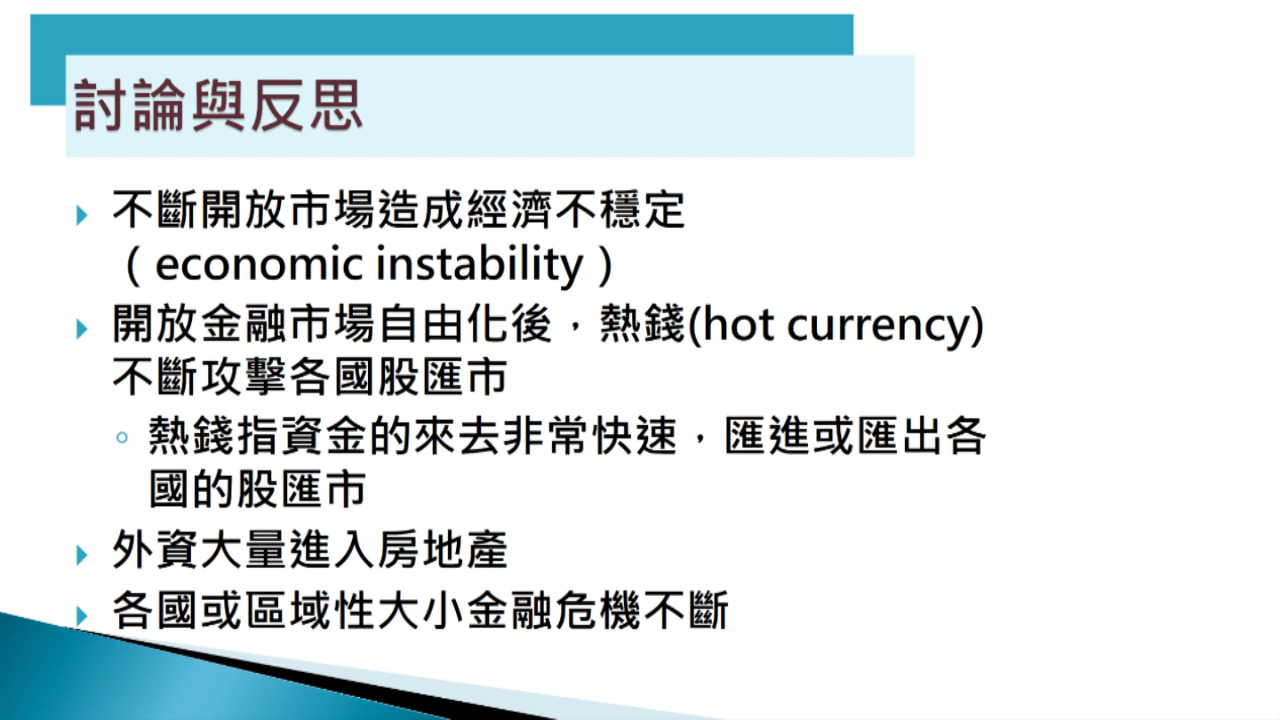 討論與反思
不斷開放市場造成經濟不穩定
（economic instability）
開放金融市場自由化後，熱錢(hot currency)
不斷攻擊各國股匯市
熱錢指資金的來去非常快速，匯進或匯出各
國的股匯市
外資大量進入房地產
各國或區域性大小金融危機不斷